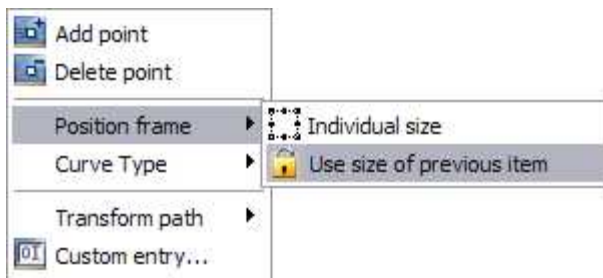 Add point
Delete point
Position frame
Individual size
Curve Type
Use size of previous item
Transform path
Custom entry...